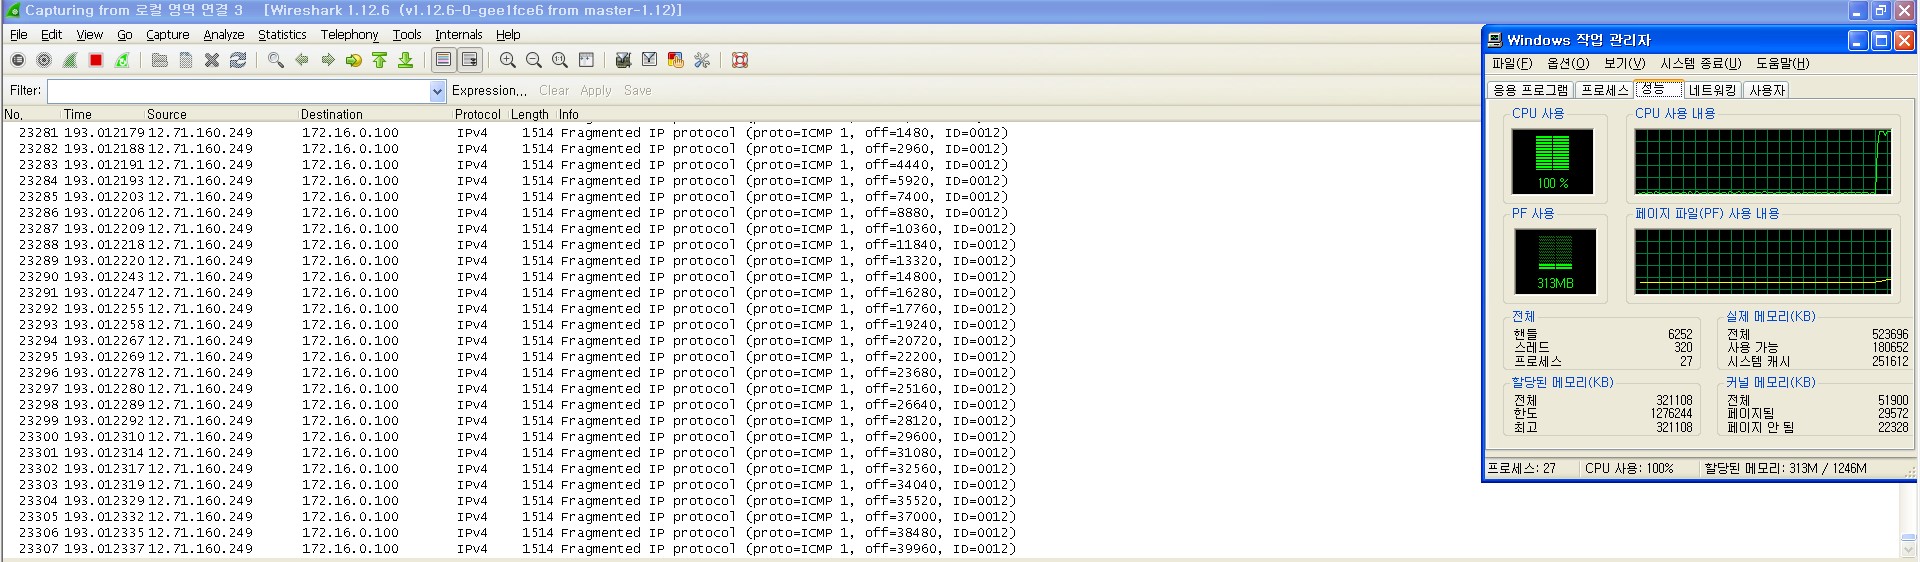 Capturing from 로컬 영역 연결 3 [Wireshark 1.12.6 (v1.12.6-0-gee1fce6 from master-1.12)]
File Edit View Go Capture Analyze Statistics Telephony Tools Internals Help
Filter: Expression... Clear Apply Save
No. Time Source Destination Protocol Length Info
23281 193.012179 12.71.160.249 172.16.0.100 IPv4 1514 Fragmented IP protocol (proto=ICMP 1, off=1480, ID=0012)
23282 193.012188 12.71.160.249 172.16.0.100 IPv4 1514 Fragmented IP protocol (proto=ICMP 1, off=2960, ID=0012)
23283 193.012191 12.71.160.249 172.16.0.100 IPv4 1514 Fragmented IP protocol (proto=ICMP 1, off=4440, ID=0012)
23284 193.012193 12.71.160.249 172.16.0.100 IPv4 1514 Fragmented IP protocol (proto=ICMP 1, off=5920, ID=0012)
23285 193.012203 12.71.160.249 172.16.0.100 IPv4 1514 Fragmented IP protocol (proto=ICMP 1, off=7400, ID=0012)
23286 193.012206 12.71.160.249 172.16.0.100 IPv4 1514 Fragmented IP protocol (proto=ICMP 1, off=8880, ID=0012)
23287 193.012209 12.71.160.249 172.16.0.100 IPv4 1514 Fragmented IP protocol (proto=ICMP 1, off=10360, ID=0012)
23288 193.012218 12.71.160.249 172.16.0.100 IPv4 1514 Fragmented IP protocol (proto=ICMP 1, off=11840, ID=0012)
23289 193.012220 12.71.160.249 172.16.0.100 IPv4 1514 Fragmented IP protocol (proto=ICMP 1, off=13320, ID=0012)
23290 193.012243 12.71.160.249 172.16.0.100 IPv4 1514 Fragmented IP protocol (proto=ICMP 1, off=14800, ID=0012)
23291 193.012247 12.71.160.249 172.16.0.100 IPv4 1514 Fragmented IP protocol (proto=ICMP 1, off=16280, ID=0012)
23292 193.012255 12.71.160.249 172.16.0.100 IPv4 1514 Fragmented IP protocol (proto=ICMP 1, off=17760, ID=0012)
23293 193.012258 12.71.160.249 172.16.0.100 IPv4 1514 Fragmented IP protocol (proto=ICMP 1, off=19240, ID=0012)
23294 193.012267 12.71.160.249 172.16.0.100 IPv4 1514 Fragmented IP protocol (proto=ICMP 1, off=20720, ID=0012)
23295 193.012269 12.71.160.249 172.16.0.100 IPv4 1514 Fragmented IP protocol (proto=ICMP 1, off=22200, ID=0012)
23296 193.012278 12.71.160.249 172.16.0.100 IPv4 1514 Fragmented IP protocol (proto=ICMP 1, off=23680, ID=0012)
23297 193.012280 12.71.160.249 172.16.0.100 IPv4 1514 Fragmented IP protocol (proto=ICMP 1, off=25160, ID=0012)
23298 193.012289 12.71.160.249 172.16.0.100 IPv4 1514 Fragmented IP protocol (proto=ICMP 1, off=26640, ID=0012)
23299 193.012292 12.71.160.249 172.16.0.100 IPv4 1514 Fragmented IP protocol (proto=ICMP 1, off=28120, ID=0012)
23300 193.012310 12.71.160.249 172.16.0.100 IPv4 1514 Fragmented IP protocol (proto=ICMP 1, off=29600, ID=0012)
23301 193.012314 12.71.160.249 172.16.0.100 IPv4 1514 Fragmented IP protocol (proto=ICMP 1, off=31080, ID=0012)
23302 193.012317 12.71.160.249 172.16.0.100 IPv4 1514 Fragmented IP protocol (proto=ICMP 1, off=32560, ID=0012)
23303 193.012319 12.71.160.249 172.16.0.100 IPv4 1514 Fragmented IP protocol (proto=ICMP 1, off=34040, ID=0012)
23304 193.012329 12.71.160.249 172.16.0.100 IPv4 1514 Fragmented IP protocol (proto=ICMP 1, off=35520, ID=0012)
23305 193.012332 12.71.160.249 172.16.0.100 IPv4 1514 Fragmented IP protocol (proto=ICMP 1, off=37000, ID=0012)
23306 193.012335 12.71.160.249 172.16.0.100 IPv4 1514 Fragmented IP protocol (proto=ICMP 1, off=38480, ID=0012)
23307 193.012337 12.71.160.249 172.16.0.100 IPv4 1514 Fragmented IP protocol (proto=ICMP 1, off=39960, ID=0012)
Windows 작업 관리자
파일(F) 옵션(O) 보기(V) 시스템 종료(U) 도움말(H)
응용 프로그램 프로세스 성능 네트워킹 사용자
CPU 사용 CPU 사용 내용
100 %
PF 사용 페이지 파일(PF) 사용 내용
313MB
전체
핸들 6252
스레드 320
프로세스 27
실제 메모리(KB)
전체 523696
사용 가능 180652
시스템 캐시 251612
할당된 메모리(KB)
전체 321108
한도 1276244
최고 321108
커널 메모리(KB)
전체 51900
페이지됨 29572
페이지 안 됨 22328
프로세스: 27 CPU 사용: 100% 할당된 메모리: 313M / 1246M